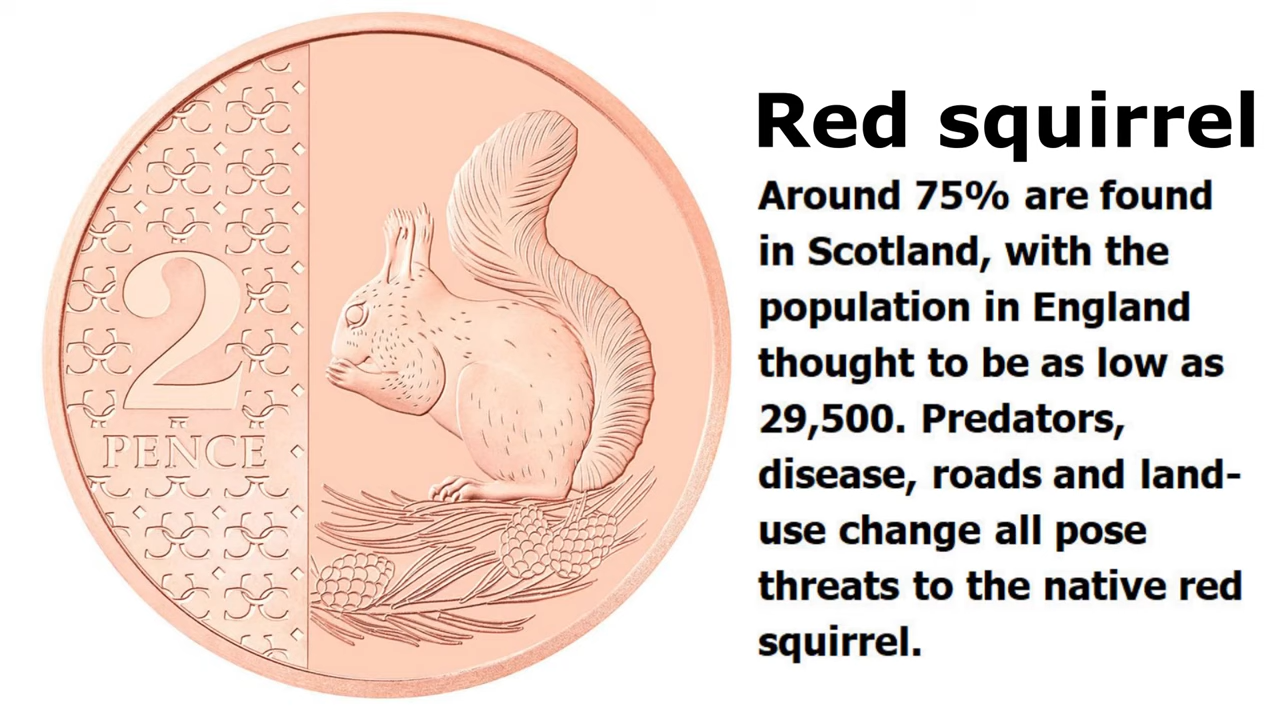 2
PENCE
Red squirrel
Around 75% are found
in Scotland, with the
population in England
thought to be as low as
29,500. Predators,
disease, roads and land-
use change all pose
threats to the native red
squirrel.